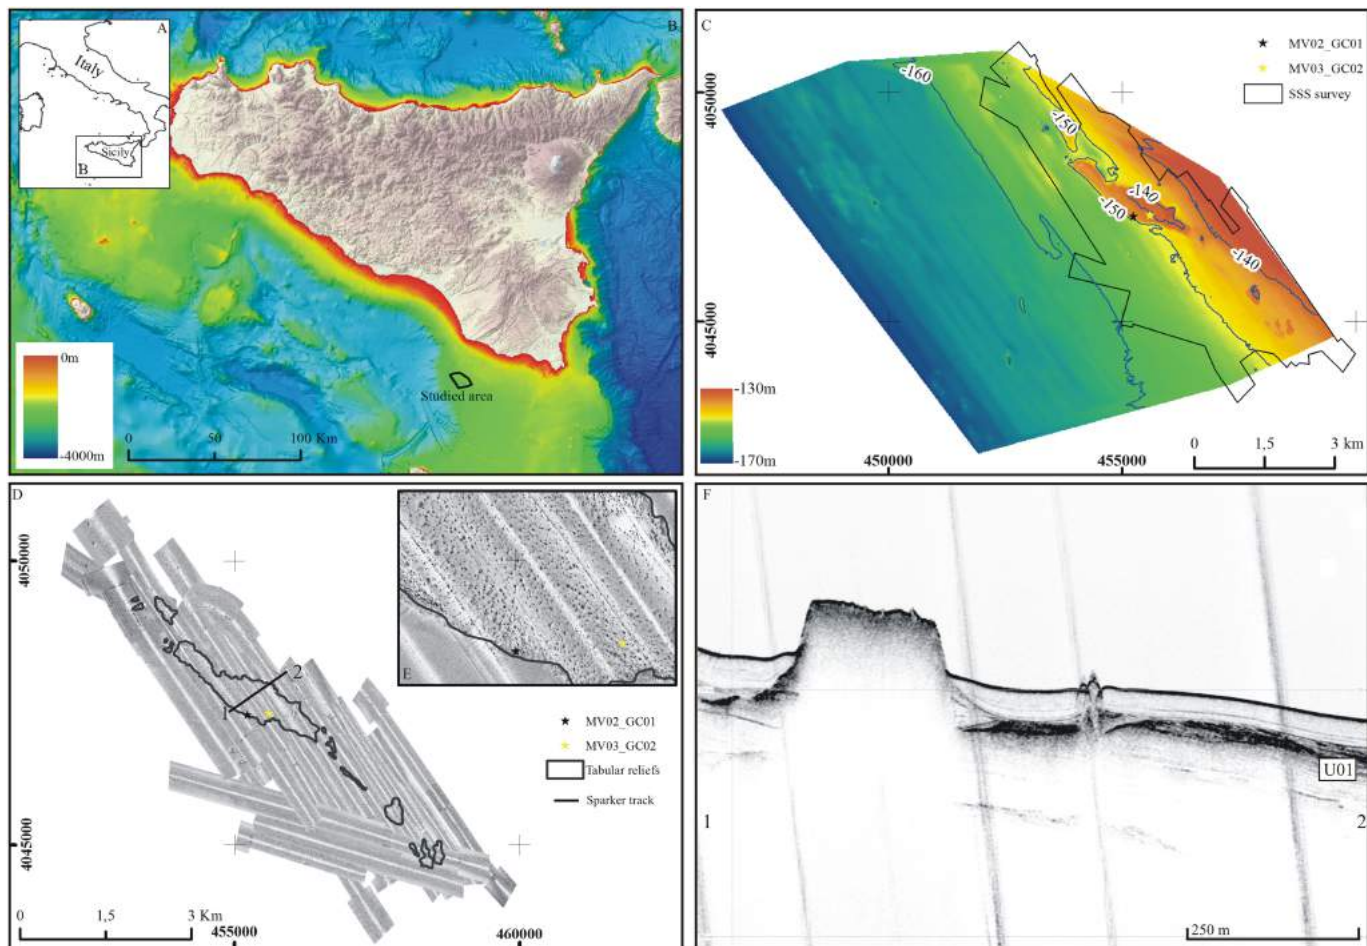 A
Italy
Sicily
B
B
0m
-4000m
Studied area
0
50
100 Km
C
MV02_GC01
MV03_GC02
SSS survey
-160
-150
-140
-150
-140
4050000
4045000
-130m
-170m
450000
455000
0
1,5
3 km
D
4050000
4045000
2
1
E
MV02_GC01
MV03_GC02
Tabular reliefs
Sparker track
0
1,5
3 Km
455000
460000
F
U01
1
2
250 m